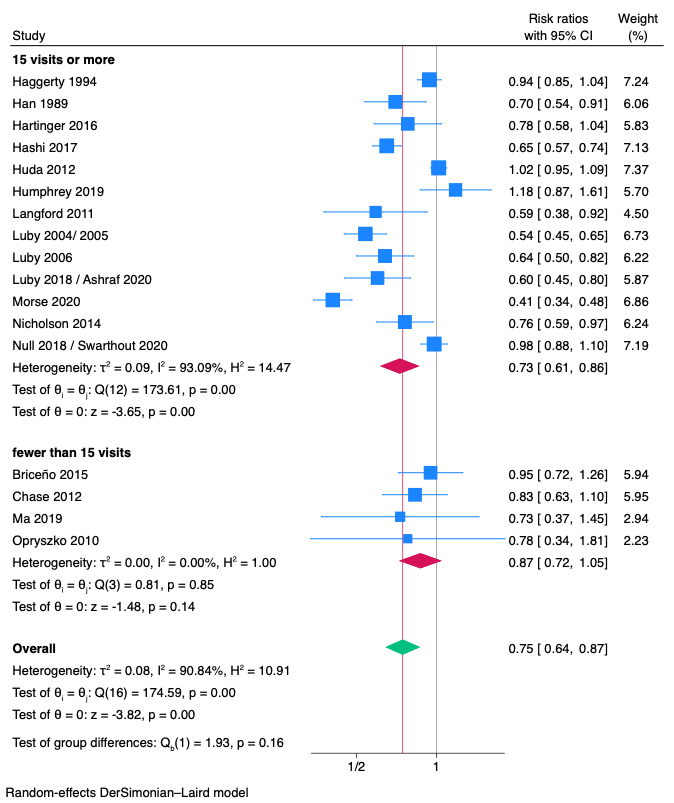 Risk ratios Weight
Study with 95% CI (%)
15 visits or more
Haggerty 1994 0.94 [ 0.85, 1.04] 7.24
Han 1989 0.70 [ 0.54, 0.91] 6.06
Hartinger 2016 0.78 [ 0.58, 1.04] 5.83
Hashi 2017 0.65 [ 0.57, 0.74] 7.13
Huda 2012 1.02 [ 0.95, 1.09] 7.37
Humphrey 2019 1.18 [ 0.87, 1.61] 5.70
Langford 2011 0.59 [ 0.38, 0.92] 4.50
Luby 2004/ 2005 0.54 [ 0.45, 0.65] 6.73
Luby 2006 0.64 [ 0.50, 0.82] 6.22
Luby 2018 / Ashraf 2020 0.60 [ 0.45, 0.80] 5.87
Morse 2020 0.41 [ 0.34, 0.48] 6.86
Nicholson 2014 0.76 [ 0.59, 0.97] 6.24
Null 2018 / Swarthout 2020 0.98 [ 0.88, 1.10] 7.19
Heterogeneity: τ² = 0.09, I² = 93.09%, H² = 14.47 0.73 [ 0.61, 0.86]
Test of θᵢ = θⱼ: Q(12) = 173.61, p = 0.00
Test of θ = 0: z = -3.65, p = 0.00
fewer than 15 visits
Briceño 2015 0.95 [ 0.72, 1.26] 5.94
Chase 2012 0.83 [ 0.63, 1.10] 5.95
Ma 2019 0.73 [ 0.37, 1.45] 2.94
Opryszko 2010 0.78 [ 0.34, 1.81] 2.23
Heterogeneity: τ² = 0.00, I² = 0.00%, H² = 1.00 0.87 [ 0.72, 1.05]
Test of θᵢ = θⱼ: Q(3) = 0.81, p = 0.85
Test of θ = 0: z = -1.48, p = 0.14
Overall 0.75 [ 0.64, 0.87]
Heterogeneity: τ² = 0.08, I² = 90.84%, H² = 10.91
Test of θᵢ = θⱼ: Q(16) = 174.59, p = 0.00
Test of θ = 0: z = -3.82, p = 0.00
Test of group differences: Q_b(1) = 1.93, p = 0.16
1/2 1
Random-effects DerSimonian–Laird model